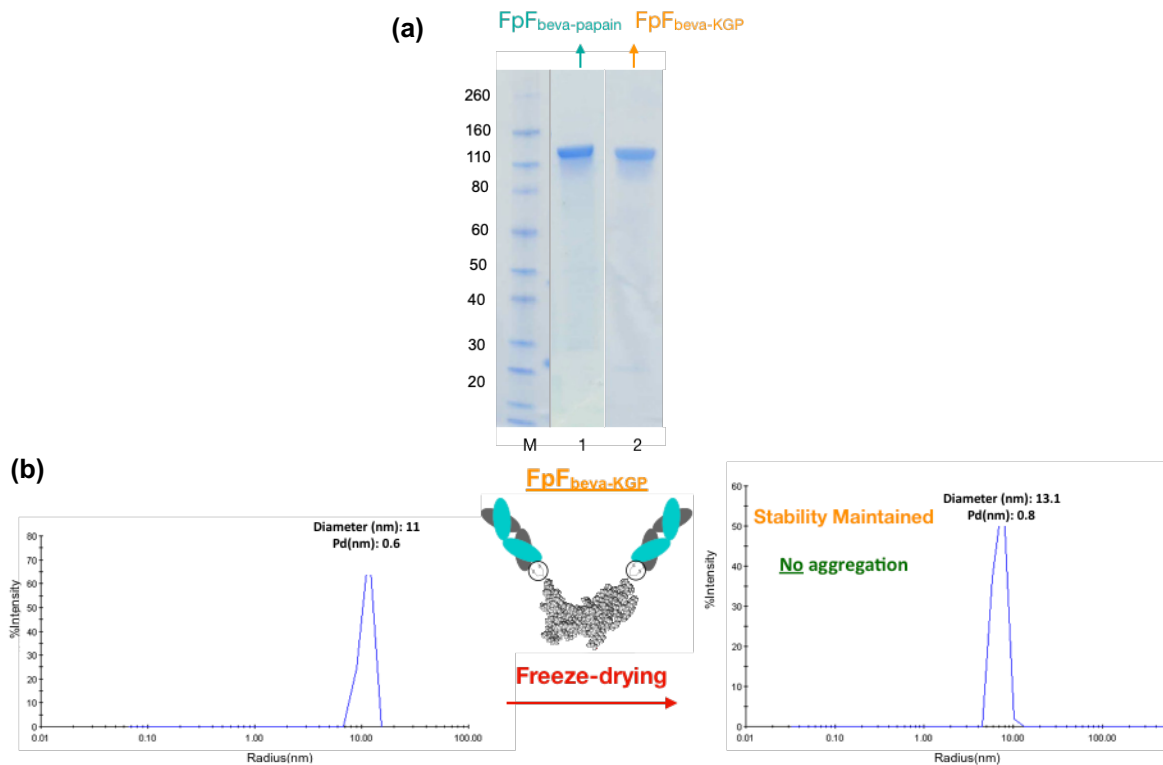 (a)
FpFbeva-papain FpFbeva-KGP
260
160
110
80
60
50
40
30
20
M 1 2
(b)
FpFbeva-KGP
Diameter (nm): 11
Pd(nm): 0.6
%Intensity
80
70
60
50
40
30
20
10
0
0.01 0.10 1.00 10.00 100.00
Radius(nm)
Freeze-drying
Diameter (nm): 13.1
Pd(nm): 0.8
Stability Maintained
No aggregation
%Intensity
60
50
40
30
20
10
0
0.01 0.10 1.00 10.00 100.00
Radius(nm)